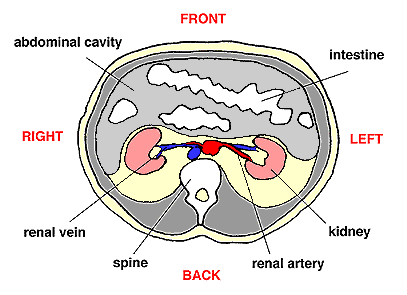 FRONT
abdominal cavity
intestine
RIGHT
LEFT
renal vein
kidney
spine
renal artery
BACK